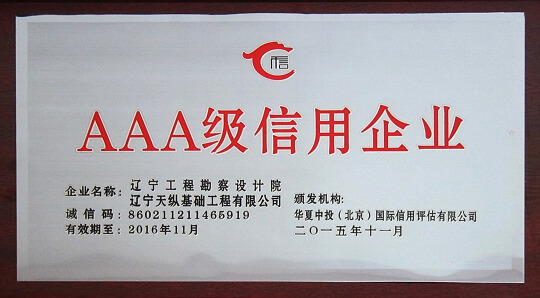 信
AAA级信用企业
企业名称：辽宁工程勘察设计院
辽宁天纵基础工程有限公司
诚信码：860211211465919
有效期至：2016年11月
颁发机构：
华夏中投（北京）国际信用评估有限公司
二〇一五年十一月